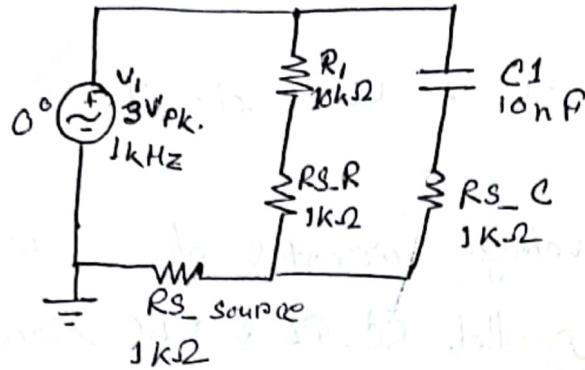 V1
3Vpk.
0°
1kHz
R1
10kΩ
C1
10nF
RS_R
1kΩ
RS_C
1kΩ
RS_source
1kΩ